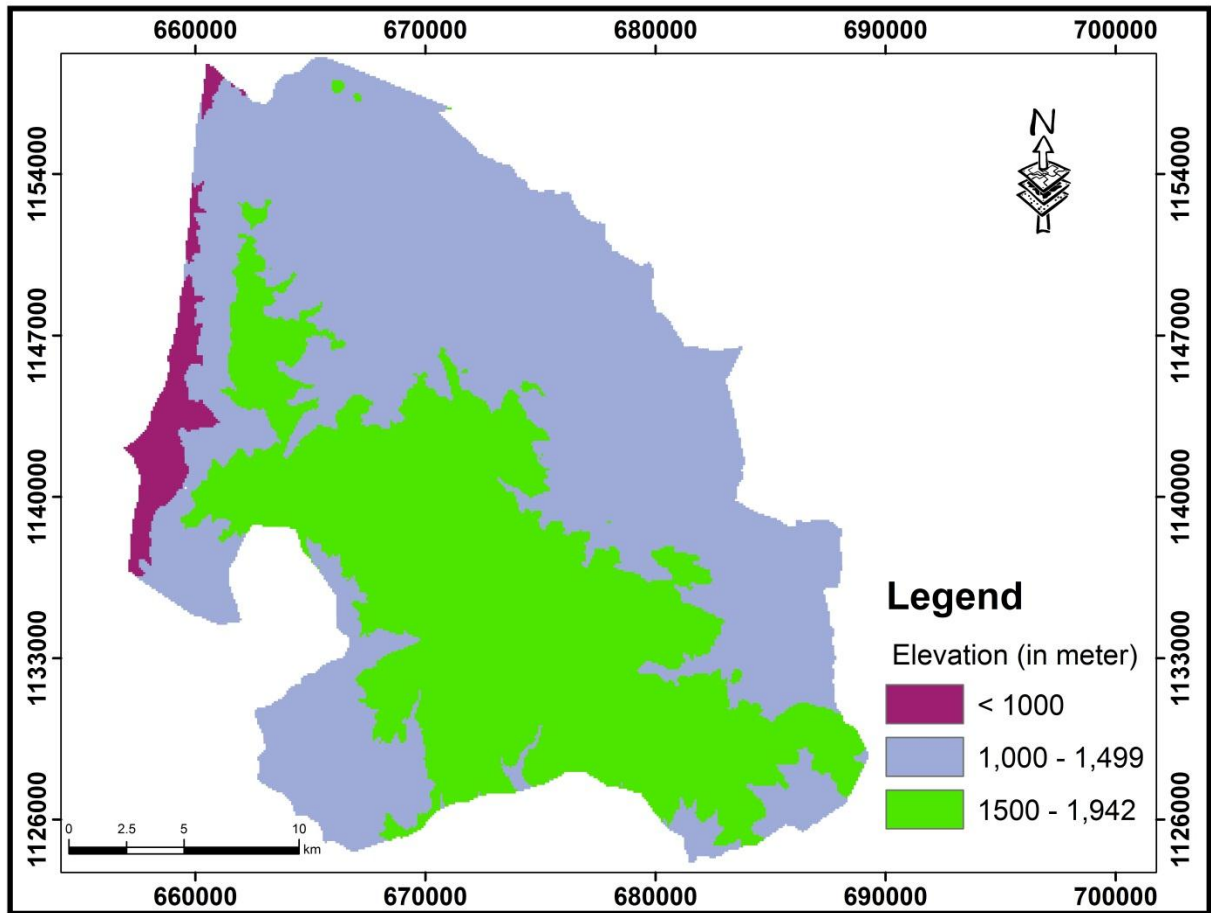 660000 670000 680000 690000 700000
N
1154000 1154000
1147000 1147000
1140000 1140000
Legend
Elevation (in meter)
< 1000
1,000 - 1,499
1500 - 1,942
1133000 1133000
1126000 1126000
0 2.5 5 10
km
660000 670000 680000 690000 700000